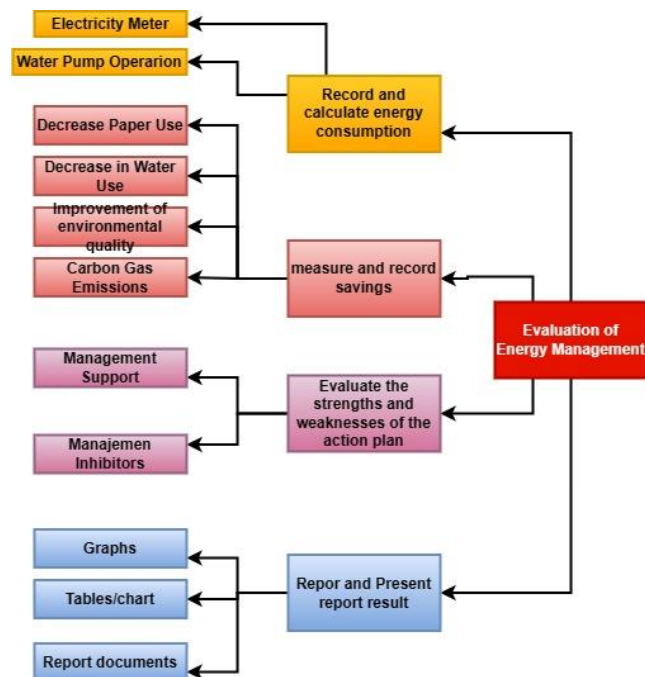 Electricity Meter
Water Pump Operarion
Record and
calculate energy
consumption
Decrease Paper Use
Decrease in Water
Use
Improvement of
environmental
quality
Carbon Gas
Emissions
measure and record
savings
Evaluation of
Energy Management
Management
Support
Manajemen
Inhibitors
Evaluate the
strengths and
weaknesses of the
action plan
Graphs
Tables/chart
Report documents
Repor and Present
report result